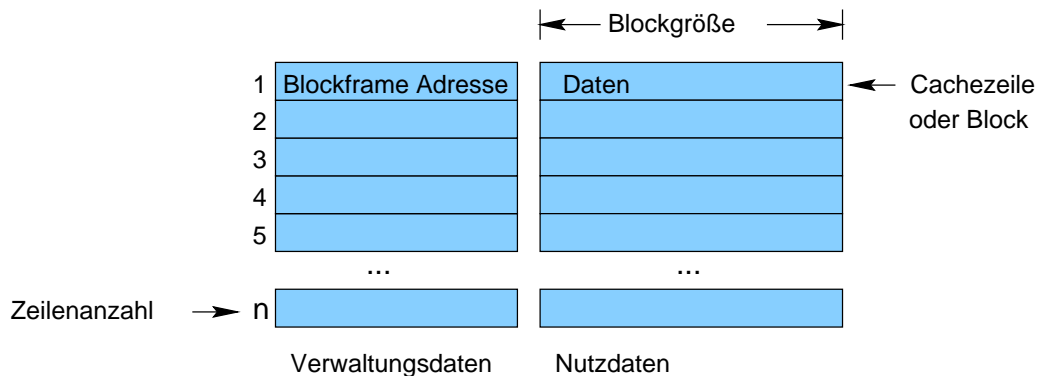 Blockgröße
1 Blockframe Adresse Daten Cachezeile
2 oder Block
3
4
5
... ...
Zeilenanzahl n
Verwaltungsdaten Nutzdaten